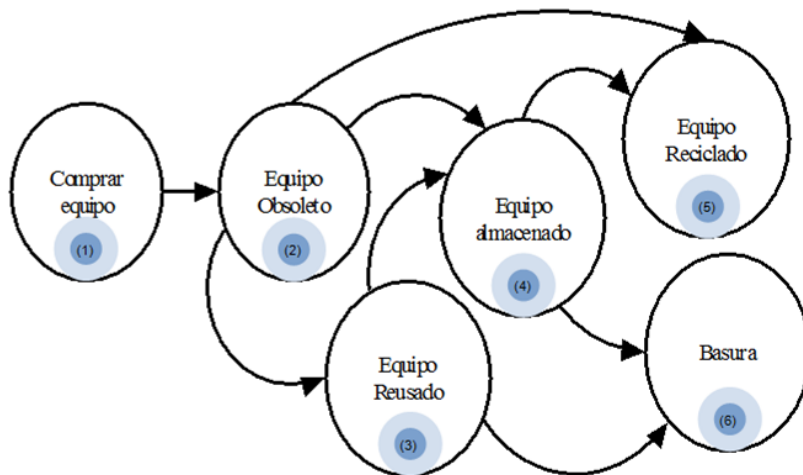 Comprar
equipo
(1)
Equipo
Obsoleto
(2)
Equipo
Reusado
(3)
Equipo
almacenado
(4)
Equipo
Reciclado
(5)
Basura
(6)